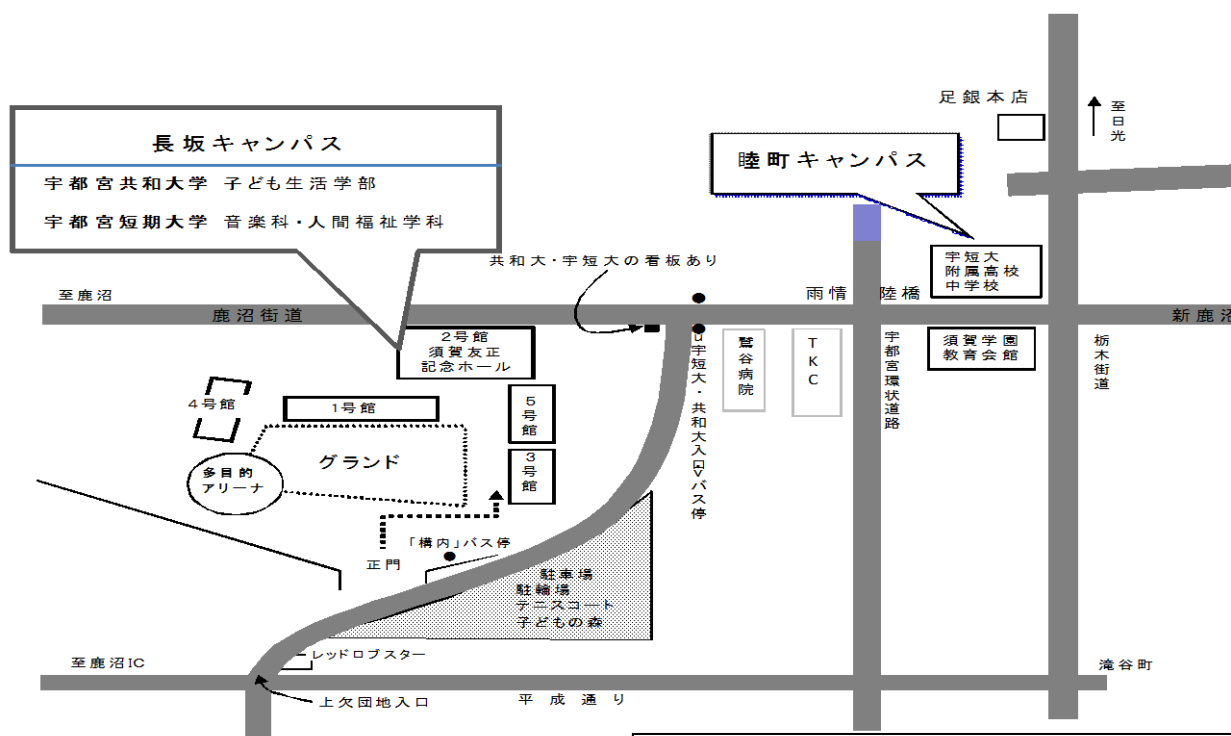 足銀本店
至日光
長坂キャンパス
宇都宮共和大学 子ども生活学部
宇都宮短期大学 音楽科・人間福祉学科
睦町キャンパス
宇短大
附属高校
中学校
共和大・宇短大の看板あり
至鹿沼
雨情 陸橋
鹿沼街道
新鹿沼
2号館
須賀友正
記念ホール
u宇短大・共和大入口vバス停
鷲谷病院
TKC
宇都宮環状道路
須賀学園
教育会館
栃木街道
4号館
1号館
5号館
グランド
3号館
多目的
アリーナ
「構内」バス停
正門
駐車場
駐輪場
テニスコート
子どもの森
レッドロブスター
至鹿沼IC
滝谷町
上欠団地入口
平成通り